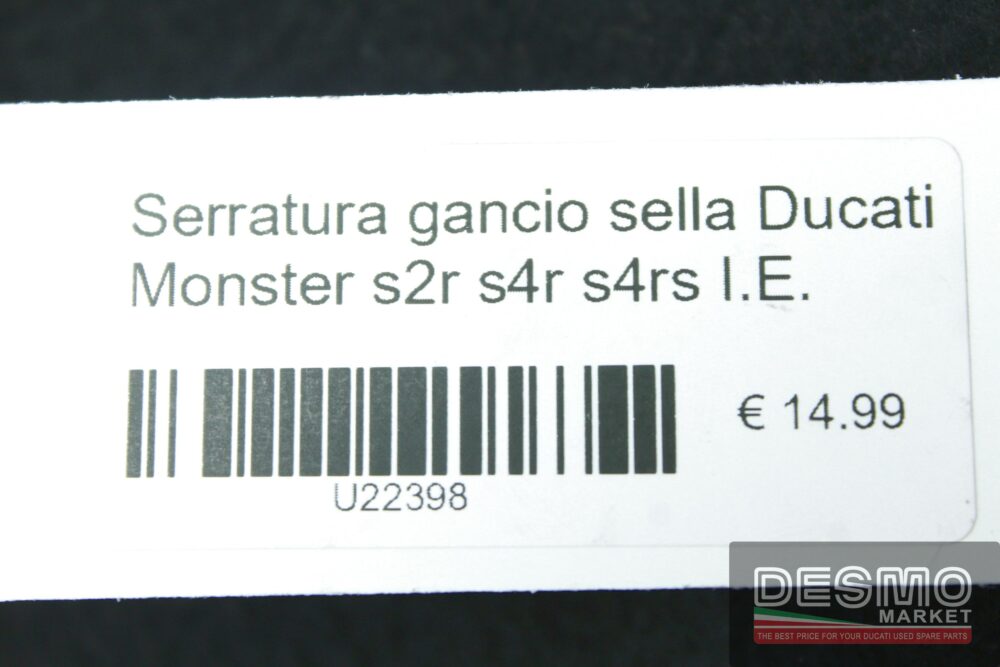 Serratura gancio sella Ducati
Monster s2r s4r s4rs I.E.
€ 14.99
U22398
DESMO
MARKET
THE BEST PRICE FOR YOUR DUCATI USED SPARE PARTS